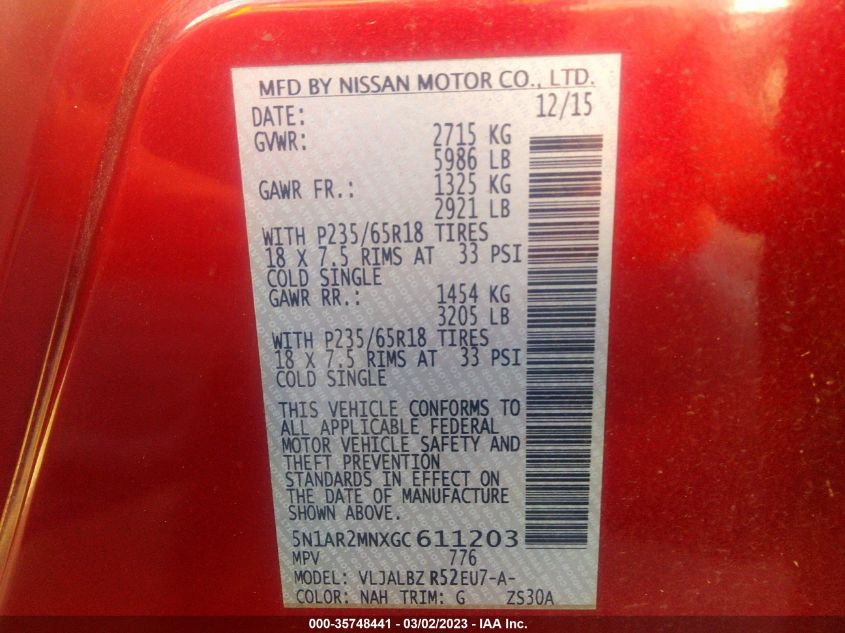 MFD BY NISSAN MOTOR CO., LTD.
DATE: 12/15
GVWR: 2715 KG
5986 LB
GAWR FR.: 1325 KG
2921 LB
WITH P235/65R18 TIRES
18 X 7.5 RIMS AT 33 PSI
COLD SINGLE
GAWR RR.: 1454 KG
3205 LB
WITH P235/65R18 TIRES
18 X 7.5 RIMS AT 33 PSI
COLD SINGLE
THIS VEHICLE CONFORMS TO
ALL APPLICABLE FEDERAL
MOTOR VEHICLE SAFETY AND
THEFT PREVENTION
STANDARDS IN EFFECT ON
THE DATE OF MANUFACTURE
SHOWN ABOVE.
5N1AR2MNXGC 611203
MPV 776
MODEL: VLJALBZ R52EU7-A-
COLOR: NAH TRIM: G ZS30A
000-35748441 — 03/02/2023 — IAA Inc.